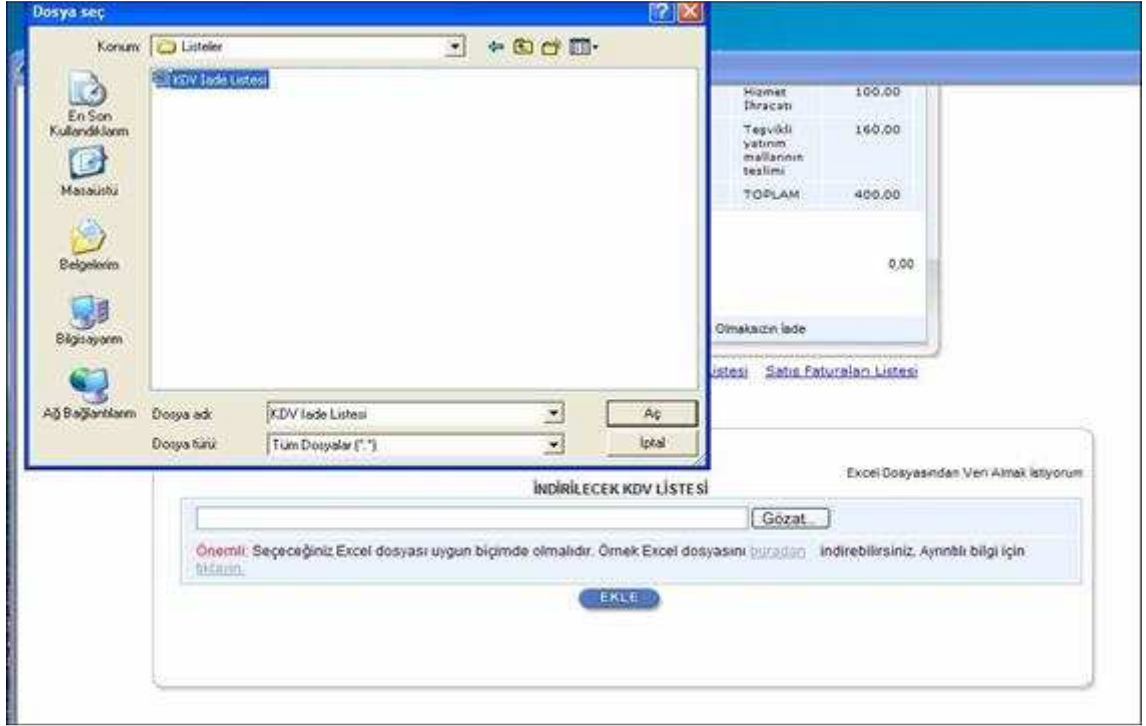 Dosya seç
Konum: Listeler
KDV İade Listesi
En Son
Kullandıklarım
Masaüstü
Belgelerim
Bilgisayarım
Ağ Bağlantılarım
Dosya adı: KDV İade Listesi Aç
Dosya türü: Tüm Dosyalar (*.*) İptal
Hizmet
İhracatı 100.00
Teşvikli
yatırım
mallarının
teslimi 160.00
TOPLAM 400.00
0,00
Olmaksızın İade
istesi Satış Faturaları Listesi
Excel Dosyasından Veri Almak İstiyorum
İNDİRİLECEK KDV LİSTESİ
Gözat...
Önemli: Seçeceğiniz Excel dosyası uygun biçimde olmalıdır. Örnek Excel dosyasını buradan indirebilirsiniz. Ayrıntılı bilgi için
tıklayın.
EKLE